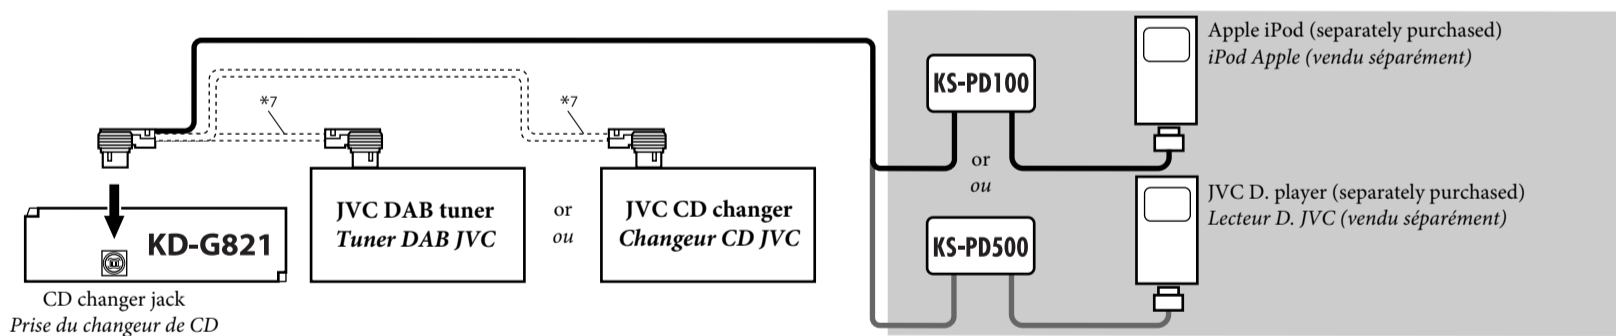 *7
*7
KD-G821
CD changer jack
Prise du changeur de CD
JVC DAB tuner
Tuner DAB JVC
or
ou
JVC CD changer
Changeur CD JVC
KS-PD100
or
ou
KS-PD500
Apple iPod (separately purchased)
iPod Apple (vendu séparément)
JVC D. player (separately purchased)
Lecteur D. JVC (vendu séparément)